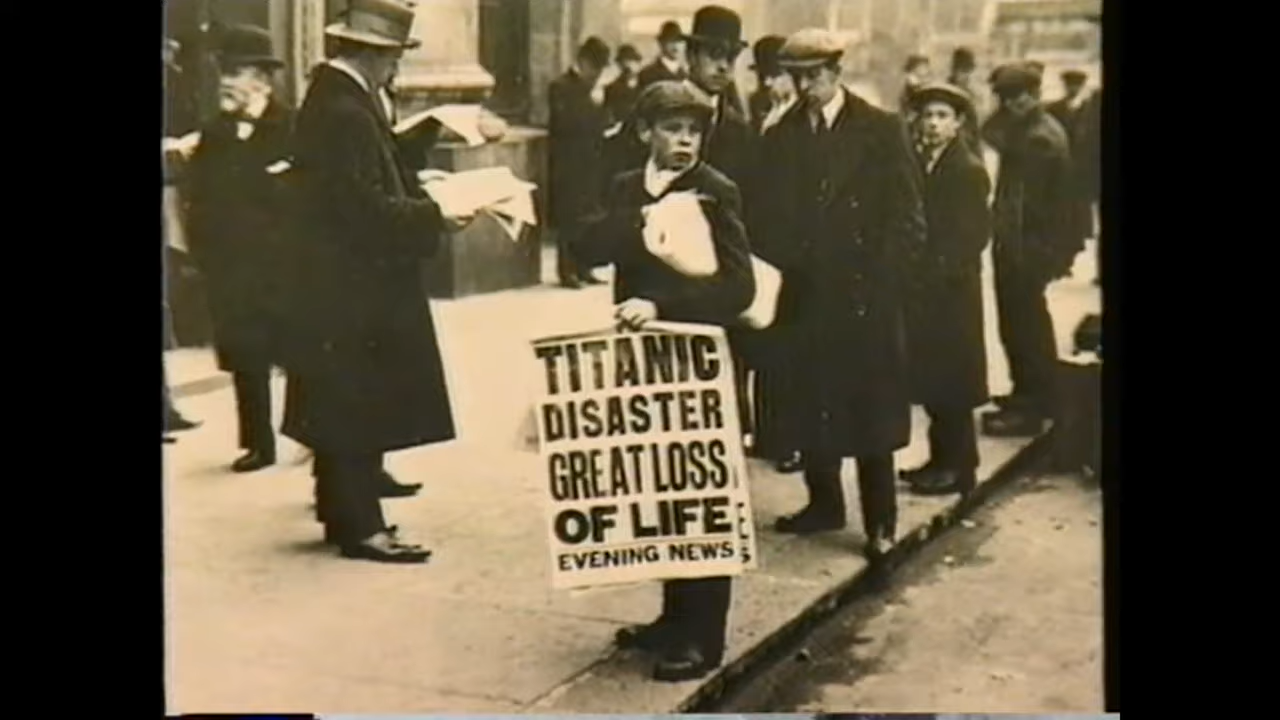 TITANIC
DISASTER
GREAT LOSS
OF LIFE
EVENING NEWS